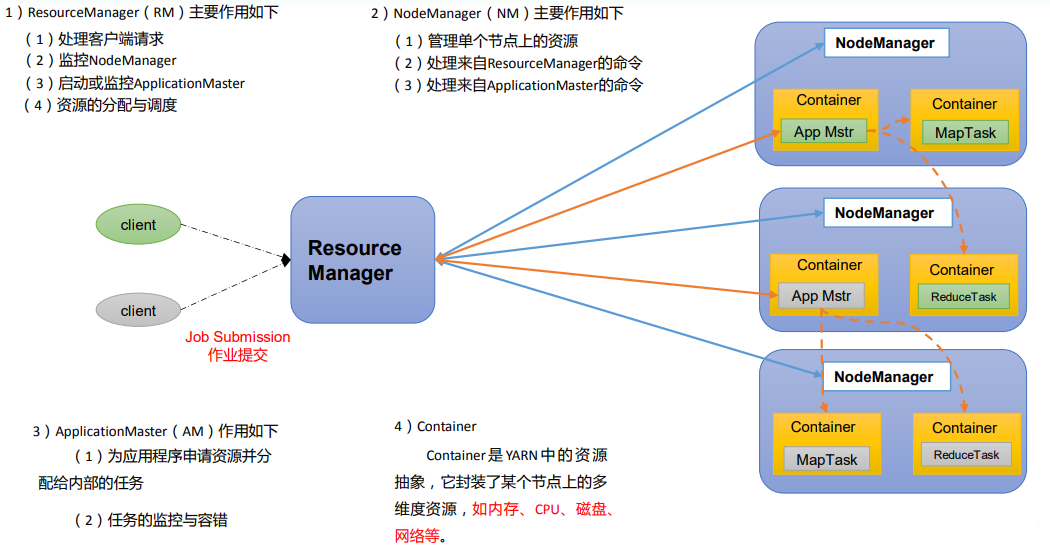 1）ResourceManager（RM）主要作用如下
（1）处理客户端请求
（2）监控NodeManager
（3）启动或监控ApplicationMaster
（4）资源的分配与调度
2）NodeManager（NM）主要作用如下
（1）管理单个节点上的资源
（2）处理来自ResourceManager的命令
（3）处理来自ApplicationMaster的命令
client
client
Job Submission
作业提交
Resource
Manager
NodeManager
Container
App Mstr
Container
MapTask
NodeManager
Container
App Mstr
Container
ReduceTask
NodeManager
Container
MapTask
Container
ReduceTask
3）ApplicationMaster（AM）作用如下
（1）为应用程序申请资源并分
配给内部的任务
（2）任务的监控与容错
4）Container
Container是YARN中的资源
抽象，它封装了某个节点上的多
维度资源，如内存、CPU、磁盘、
网络等。